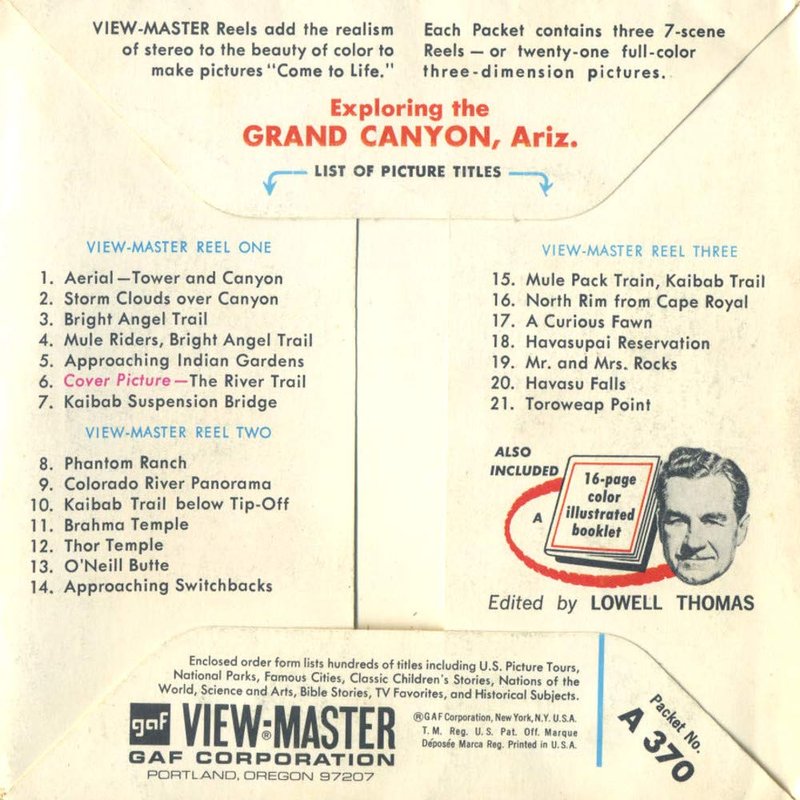 VIEW-MASTER Reels add the realism
of stereo to the beauty of color to
make pictures "Come to Life."
Each Packet contains three 7-scene
Reels — or twenty-one full-color
three-dimension pictures.
Exploring the
GRAND CANYON, Ariz.
LIST OF PICTURE TITLES
VIEW-MASTER REEL ONE
1. Aerial—Tower and Canyon
2. Storm Clouds over Canyon
3. Bright Angel Trail
4. Mule Riders, Bright Angel Trail
5. Approaching Indian Gardens
6. Cover Picture—The River Trail
7. Kaibab Suspension Bridge
VIEW-MASTER REEL TWO
8. Phantom Ranch
9. Colorado River Panorama
10. Kaibab Trail below Tip-Off
11. Brahma Temple
12. Thor Temple
13. O'Neill Butte
14. Approaching Switchbacks
VIEW-MASTER REEL THREE
15. Mule Pack Train, Kaibab Trail
16. North Rim from Cape Royal
17. A Curious Fawn
18. Havasupai Reservation
19. Mr. and Mrs. Rocks
20. Havasu Falls
21. Toroweap Point
ALSO
INCLUDED
A
16-page
color
illustrated
booklet
Edited by LOWELL THOMAS
Enclosed order form lists hundreds of titles including U.S. Picture Tours,
National Parks, Famous Cities, Classic Children's Stories, Nations of the
World, Science and Arts, Bible Stories, TV Favorites, and Historical Subjects.
gaf VIEW-MASTER®
GAF CORPORATION
PORTLAND, OREGON 97207
®GAF Corporation, New York, N.Y. U.S.A.
T. M. Reg. U. S. Pat. Off. Marque
Déposée Marca Reg. Printed in U.S.A.
Packet No.
A 370